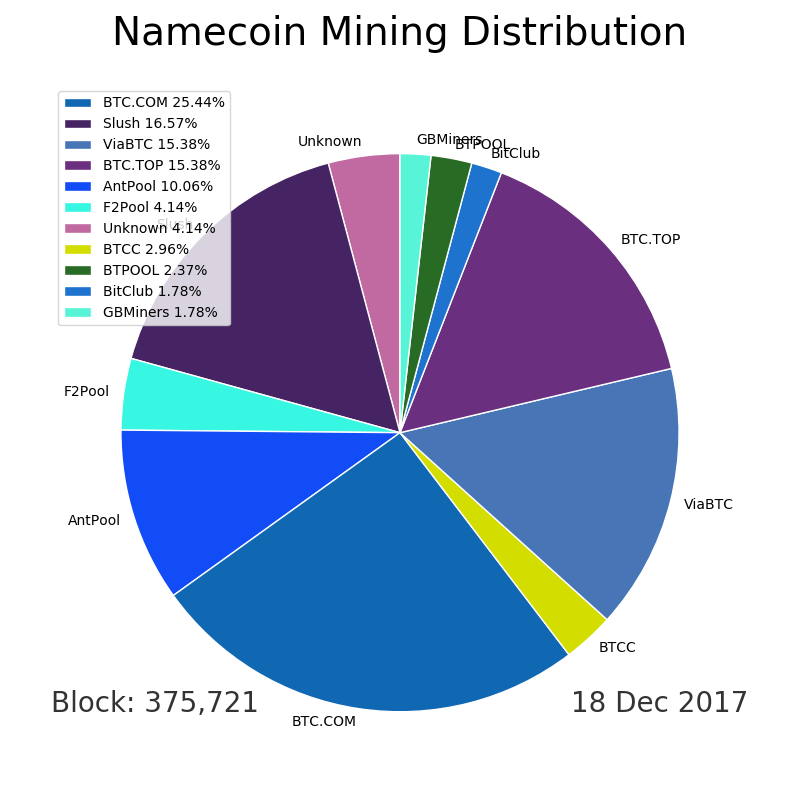 Namecoin Mining Distribution
BTC.COM 25.44%
Slush 16.57%
ViaBTC 15.38%
BTC.TOP 15.38%
AntPool 10.06%
F2Pool 4.14%
Unknown 4.14%
BTCC 2.96%
BTPOOL 2.37%
BitClub 1.78%
GBMiners 1.78%
Unknown
GBMiners
BTPOOL
BitClub
Slush
BTC.TOP
F2Pool
ViaBTC
AntPool
BTCC
Block: 375,721
18 Dec 2017
BTC.COM